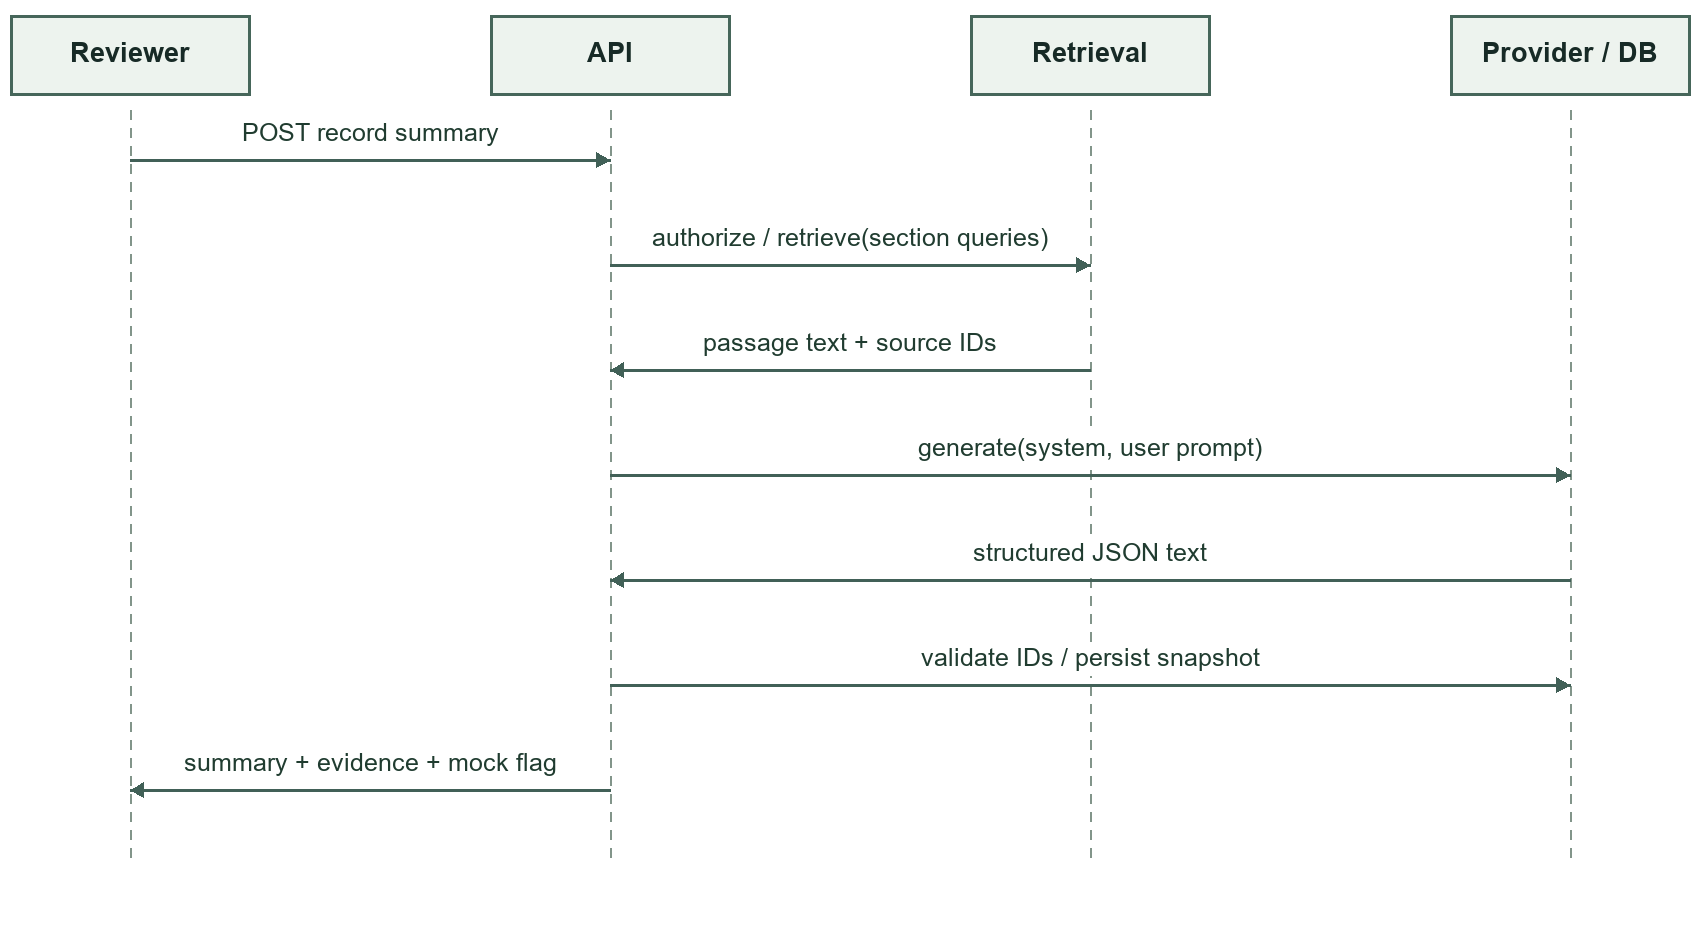 Reviewer
API
Retrieval
Provider / DB
POST record summary
authorize / retrieve(section queries)
passage text + source IDs
generate(system, user prompt)
structured JSON text
validate IDs / persist snapshot
summary + evidence + mock flag